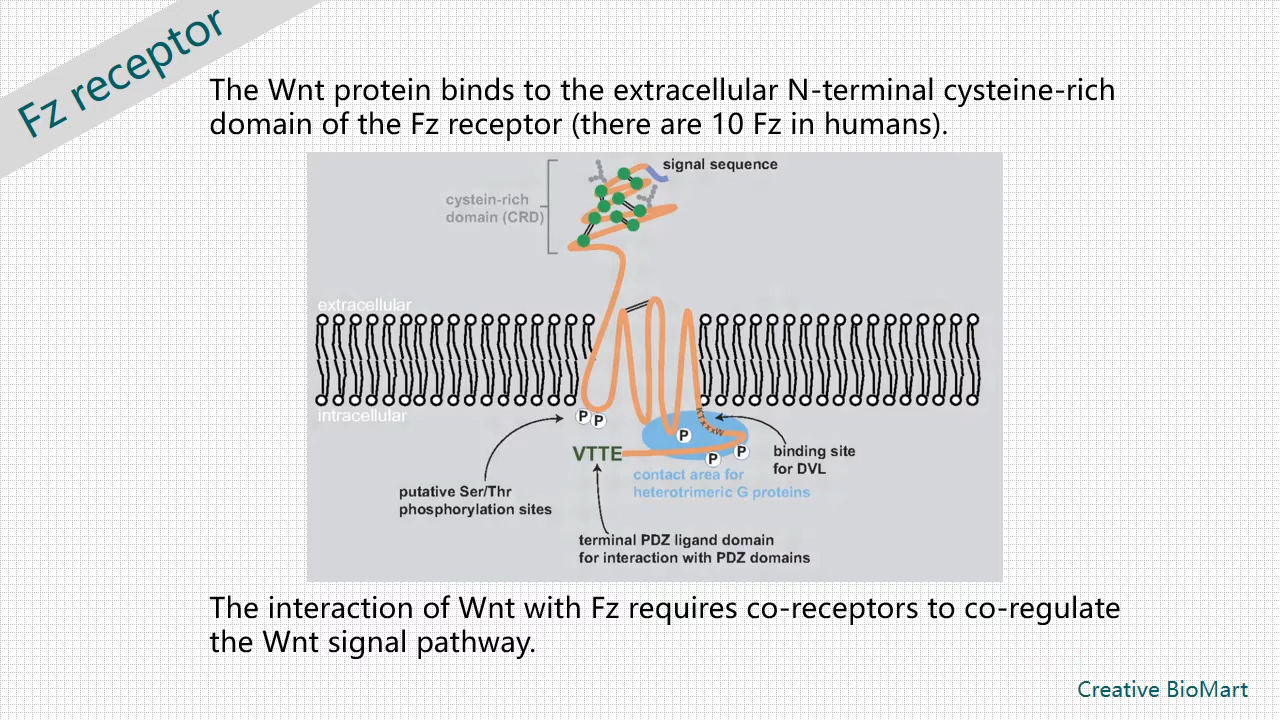 Fz receptor
The Wnt protein binds to the extracellular N-terminal cysteine-rich
domain of the Fz receptor (there are 10 Fz in humans).
signal sequence
cystein-rich
domain (CRD)
extracellular
intracellular
P
P
KTxxxW
P
P
P
VTTE
binding site
for DVL
contact area for
heterotrimeric G proteins
putative Ser/Thr
phosphorylation sites
terminal PDZ ligand domain
for interaction with PDZ domains
The interaction of Wnt with Fz requires co-receptors to co-regulate
the Wnt signal pathway.
Creative BioMart